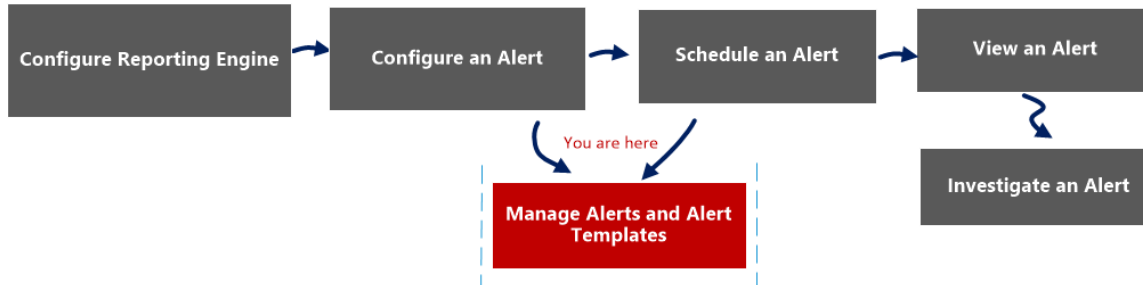 Configure Reporting Engine
Configure an Alert
Schedule an Alert
View an Alert
You are here
Manage Alerts and Alert
Templates
Investigate an Alert